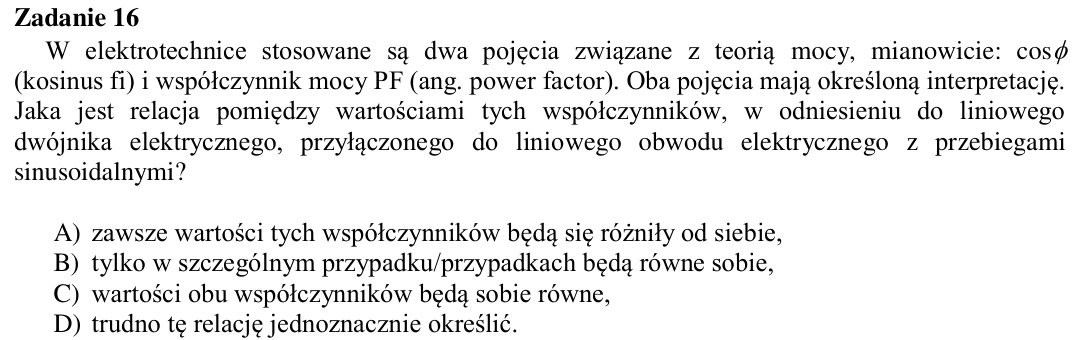 Zadanie 16
W elektrotechnice stosowane są dwa pojęcia związane z teorią mocy, mianowicie: cosϕ
(kosinus fi) i współczynnik mocy PF (ang. power factor). Oba pojęcia mają określoną interpretację.
Jaka jest relacja pomiędzy wartościami tych współczynników, w odniesieniu do liniowego
dwójnika elektrycznego, przyłączonego do liniowego obwodu elektrycznego z przebiegami
sinusoidalnymi?
A) zawsze wartości tych współczynników będą się różniły od siebie,
B) tylko w szczególnym przypadku/przypadkach będą równe sobie,
C) wartości obu współczynników będą sobie równe,
D) trudno tę relację jednoznacznie określić.